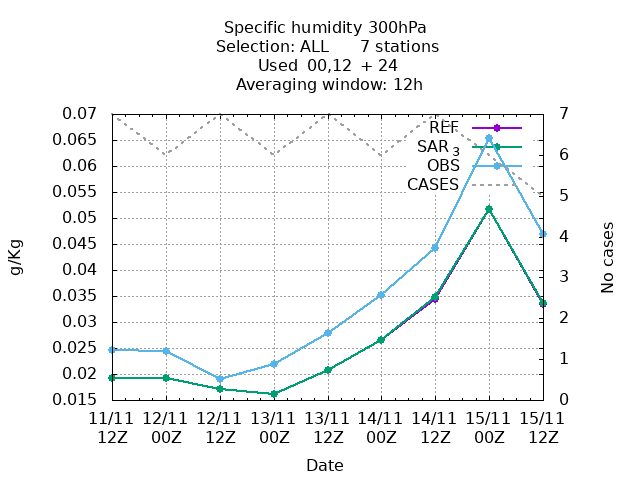 Specific humidity 300hPa
Selection: ALL 7 stations
Used 00,12 + 24
Averaging window: 12h
0.07
0.065
0.06
0.055
0.05
0.045
0.04
0.035
0.03
0.025
0.02
0.015
g/Kg
REF
SAR3
OBS
CASES
7
6
5
4
3
2
1
0
No cases
11/11 12/11 12/11 13/11 13/11 14/11 14/11 15/11 15/11
12Z 00Z 12Z 00Z 12Z 00Z 12Z 00Z 12Z
Date